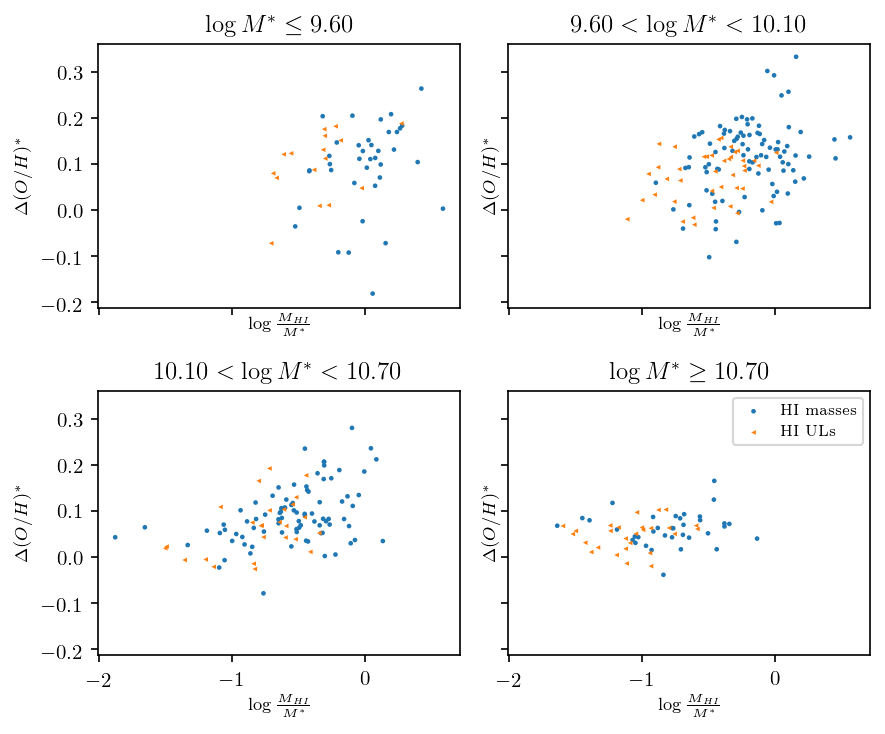 log M* ≤ 9.60
9.60 < log M* < 10.10
0.3
0.2
0.1
0.0
−0.1
−0.2
Δ(O/H)*
Δ(O/H)*
log M_HI/M*
log M_HI/M*
10.10 < log M* < 10.70
log M* ≥ 10.70
0.3
0.2
0.1
0.0
−0.1
−0.2
Δ(O/H)*
Δ(O/H)*
HI masses
HI ULs
−2 −1 0
−2 −1 0
log M_HI/M*
log M_HI/M*